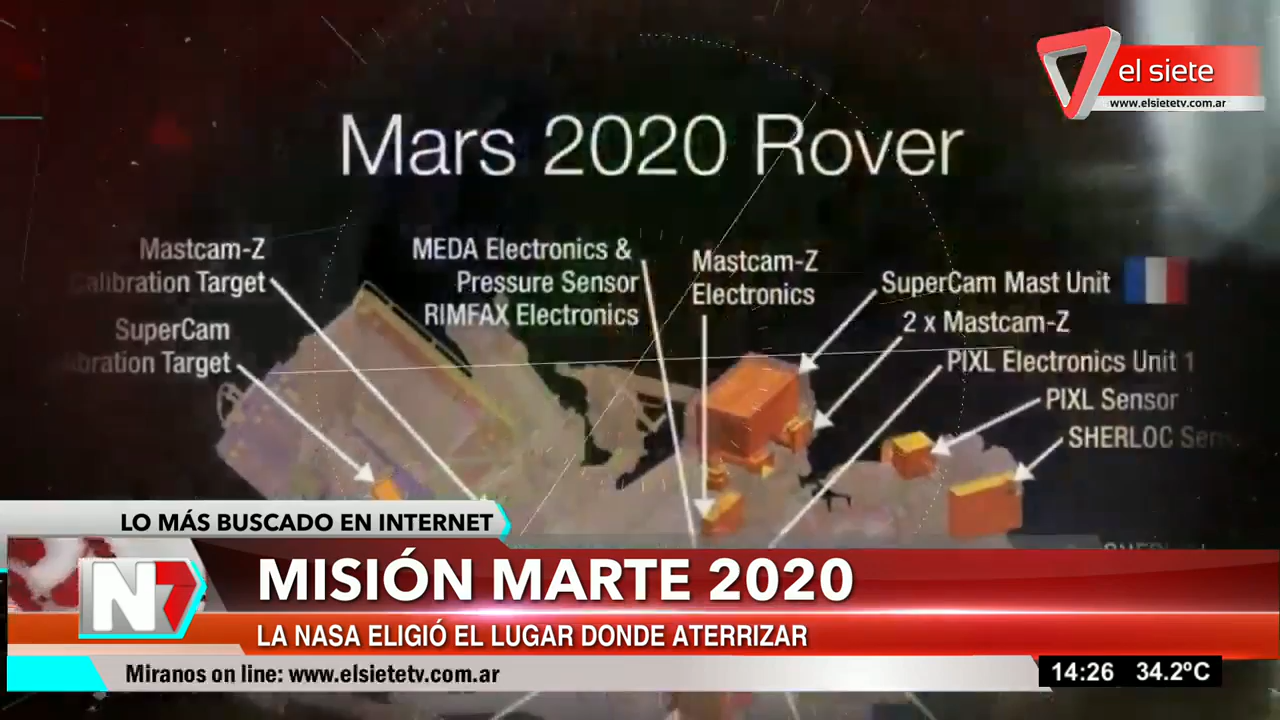 el siete
www.elsietetv.com.ar
Mars 2020 Rover
Mastcam-Z
Calibration Target
SuperCam
Target
MEDA Electronics &
Pressure Sensor
RIMFAX Electronics
Mastcam-Z
Electronics
SuperCam Mast Unit
2 x Mastcam-Z
PIXL Electronics Unit 1
PIXL Sensor
SHERLOC
LO MÁS BUSCADO EN INTERNET
N7
MISIÓN MARTE 2020
LA NASA ELIGIÓ EL LUGAR DONDE ATERRIZAR
Miranos on line: www.elsietetv.com.ar
14:26 34.2ºC